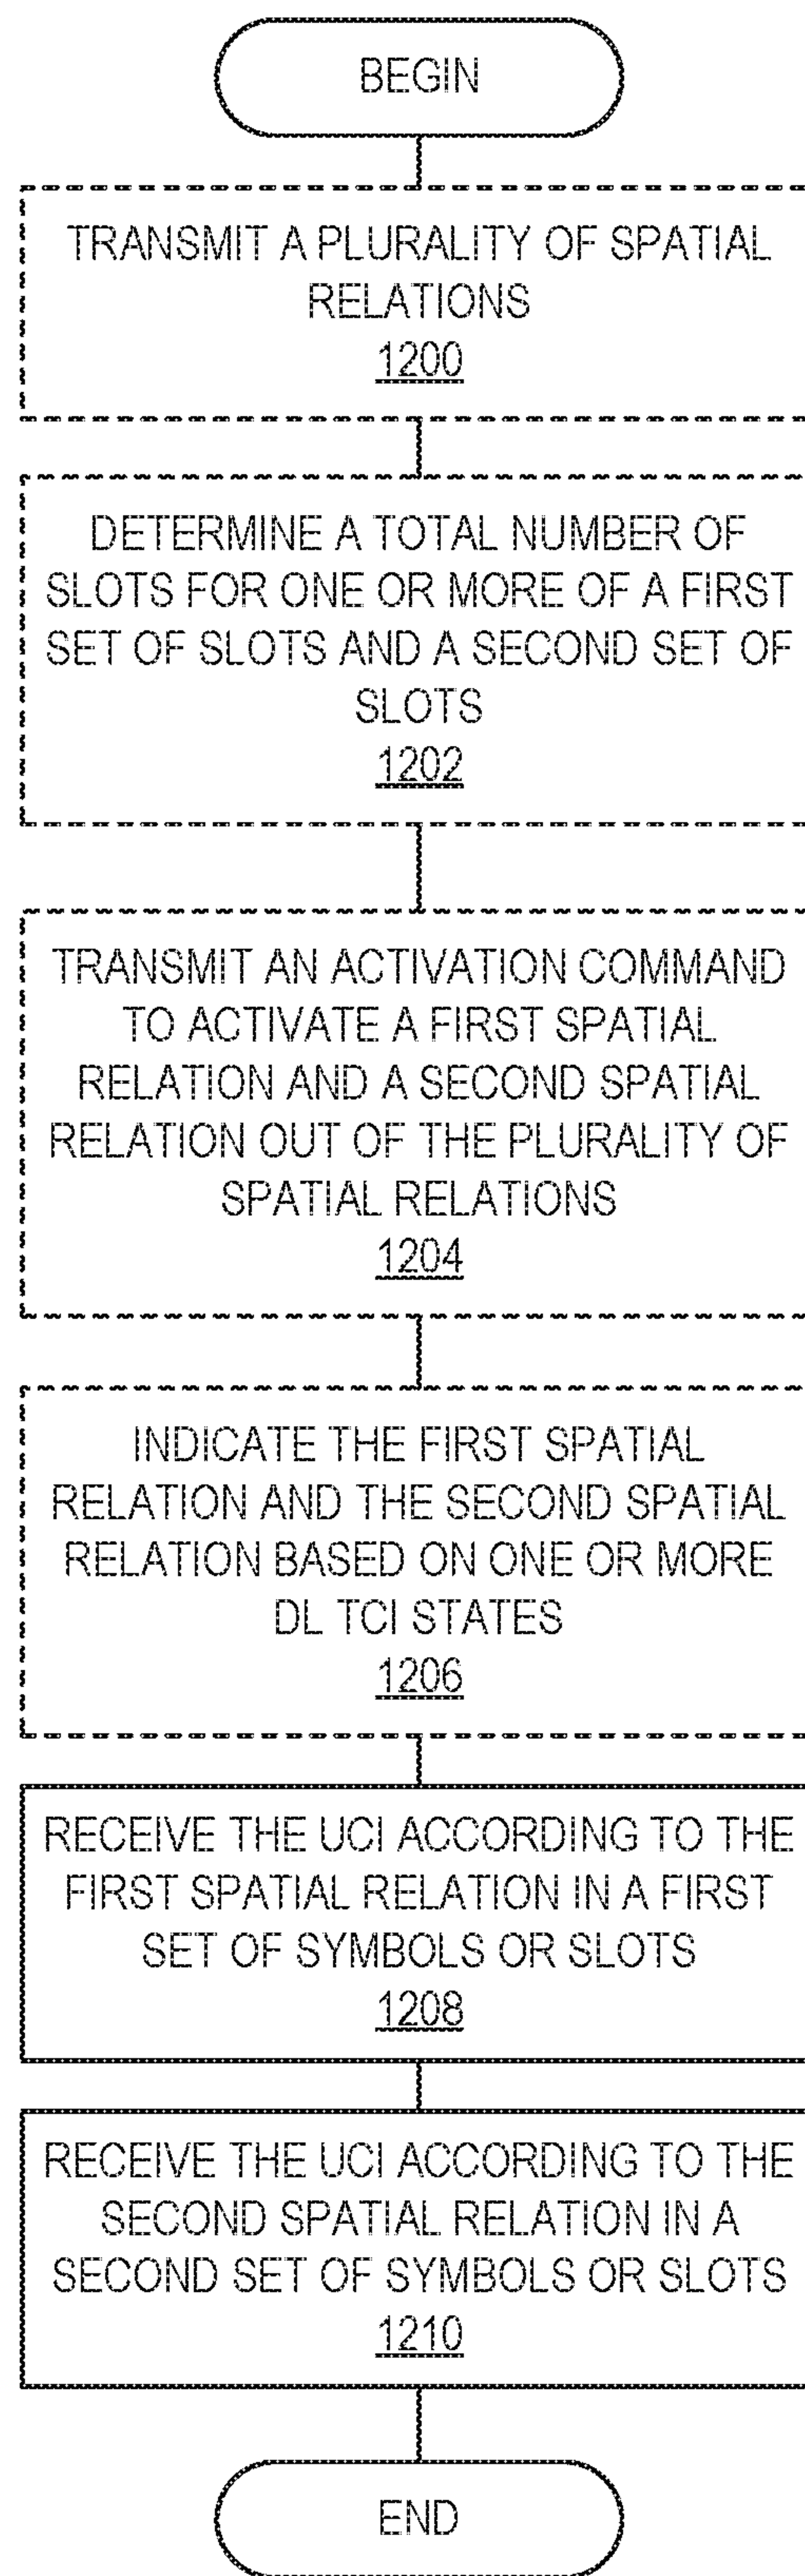 BEGIN
TRANSMIT A PLURALITY OF SPATIAL
RELATIONS
1200
DETERMINE A TOTAL NUMBER OF
SLOTS FOR ONE OR MORE OF A FIRST
SET OF SLOTS AND A SECOND SET OF
SLOTS
1202
TRANSMIT AN ACTIVATION COMMAND
TO ACTIVATE A FIRST SPATIAL
RELATION AND A SECOND SPATIAL
RELATION OUT OF THE PLURALITY OF
SPATIAL RELATIONS
1204
INDICATE THE FIRST SPATIAL
RELATION AND THE SECOND SPATIAL
RELATION BASED ON ONE OR MORE
DL TCI STATES
1206
RECEIVE THE UCI ACCORDING TO THE
FIRST SPATIAL RELATION IN A FIRST
SET OF SYMBOLS OR SLOTS
1208
RECEIVE THE UCI ACCORDING TO THE
SECOND SPATIAL RELATION IN A
SECOND SET OF SYMBOLS OR SLOTS
1210
END